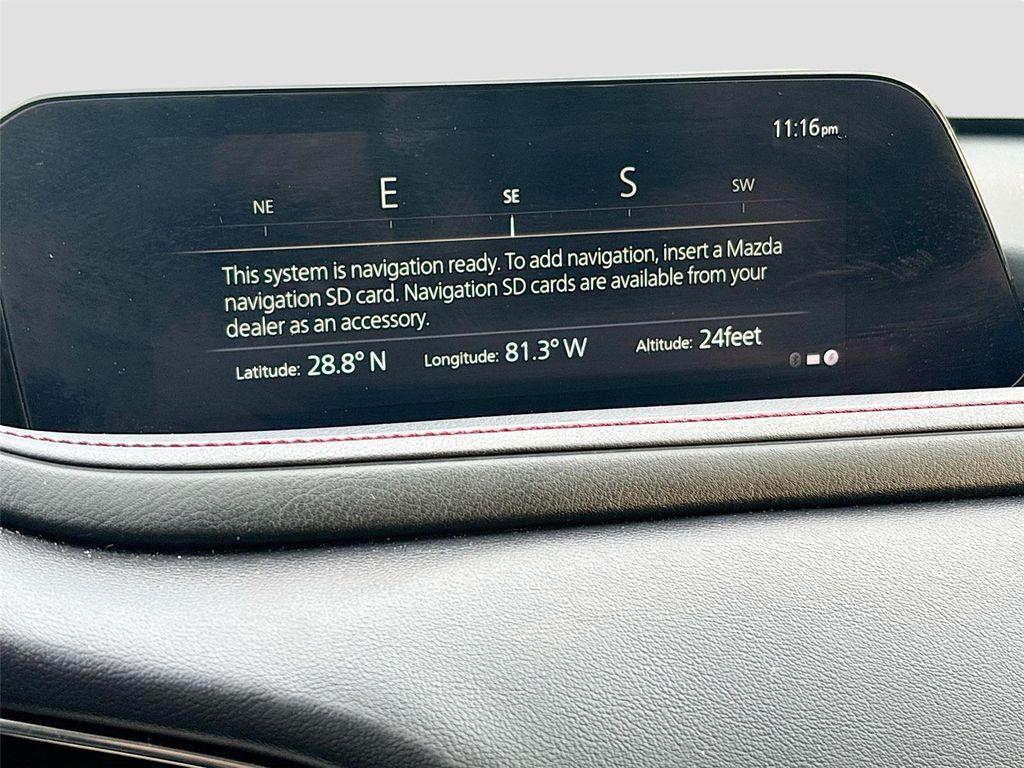 11:16pm
NE E SE S SW
This system is navigation ready. To add navigation, insert a Mazda
navigation SD card. Navigation SD cards are available from your
dealer as an accessory.
Latitude: 28.8° N Longitude: 81.3° W Altitude: 24feet